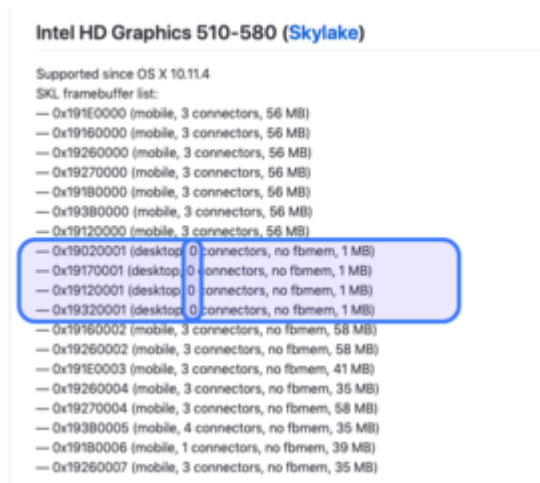 Intel HD Graphics 510-580 (Skylake)
Supported since OS X 10.11.4
SKL framebuffer list:
— 0x191E0000 (mobile, 3 connectors, 56 MB)
— 0x19160000 (mobile, 3 connectors, 56 MB)
— 0x19260000 (mobile, 3 connectors, 56 MB)
— 0x19270000 (mobile, 3 connectors, 56 MB)
— 0x191B0000 (mobile, 3 connectors, 56 MB)
— 0x193B0000 (mobile, 3 connectors, 56 MB)
— 0x19120000 (mobile, 3 connectors, 56 MB)
— 0x19020001 (desktop, 0 connectors, no fbmem, 1 MB)
— 0x19170001 (desktop, 0 connectors, no fbmem, 1 MB)
— 0x19120001 (desktop, 0 connectors, no fbmem, 1 MB)
— 0x19320001 (desktop, 0 connectors, no fbmem, 1 MB)
— 0x19160002 (mobile, 3 connectors, no fbmem, 58 MB)
— 0x19260002 (mobile, 3 connectors, no fbmem, 58 MB)
— 0x191E0003 (mobile, 3 connectors, no fbmem, 41 MB)
— 0x19260004 (mobile, 3 connectors, no fbmem, 35 MB)
— 0x19270004 (mobile, 3 connectors, no fbmem, 58 MB)
— 0x193B0005 (mobile, 4 connectors, no fbmem, 35 MB)
— 0x191B0006 (mobile, 1 connectors, no fbmem, 39 MB)
— 0x19260007 (mobile, 3 connectors, no fbmem, 35 MB)